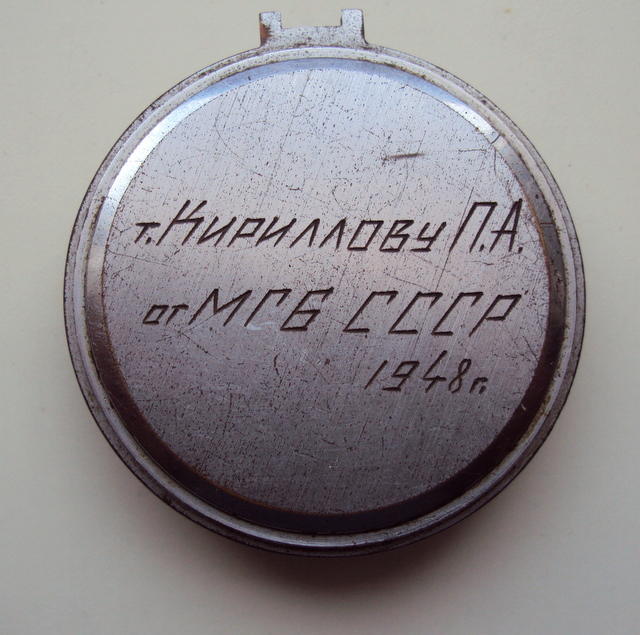 т. Кириллову П.А.
от МГБ СССР
1948 г.